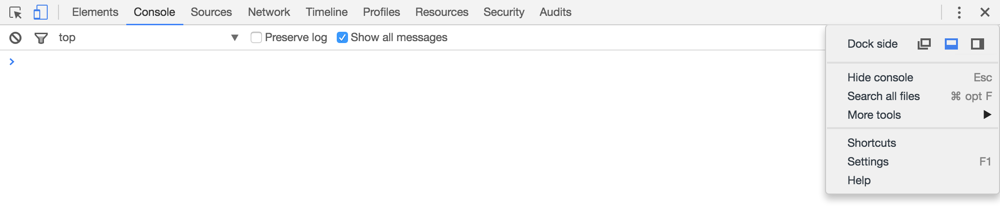 Elements Console Sources Network Timeline Profiles Resources Security Audits
top ▼ Preserve log Show all messages
Dock side
Hide console Esc
Search all files ⌘ opt F
More tools ▶
Shortcuts
Settings F1
Help